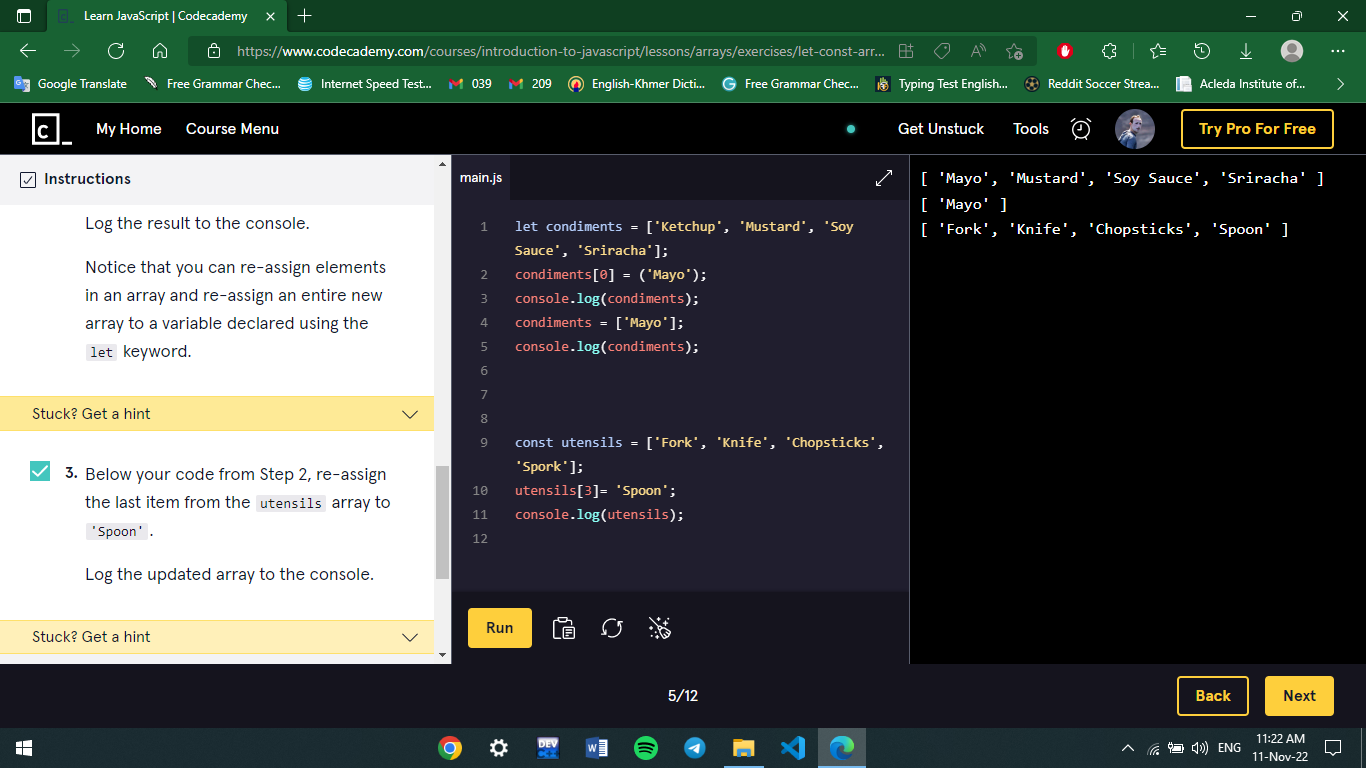 Learn JavaScript | Codecademy
https://www.codecademy.com/courses/introduction-to-javascript/lessons/arrays/exercises/let-const-arr...
Google Translate
Free Grammar Chec...
Internet Speed Test...
039
209
English-Khmer Dicti...
Free Grammar Chec...
Typing Test English...
Reddit Soccer Strea...
Acleda Institute of...
c_
My Home
Course Menu
Get Unstuck
Tools
Try Pro For Free
Instructions
Log the result to the console.
Notice that you can re-assign elements
in an array and re-assign an entire new
array to a variable declared using the
let keyword.
Stuck? Get a hint
3. Below your code from Step 2, re-assign
the last item from the utensils array to
'Spoon'.
Log the updated array to the console.
Stuck? Get a hint
main.js
1 let condiments = ['Ketchup', 'Mustard', 'Soy
Sauce', 'Sriracha'];
2 condiments[0] = ('Mayo');
3 console.log(condiments);
4 condiments = ['Mayo'];
5 console.log(condiments);
6
7
8
9 const utensils = ['Fork', 'Knife', 'Chopsticks',
'Spork'];
10 utensils[3]= 'Spoon';
11 console.log(utensils);
12
Run
[ 'Mayo', 'Mustard', 'Soy Sauce', 'Sriracha' ]
[ 'Mayo' ]
[ 'Fork', 'Knife', 'Chopsticks', 'Spoon' ]
5/12
Back
Next
DEV
ENG
11:22 AM
11-Nov-22